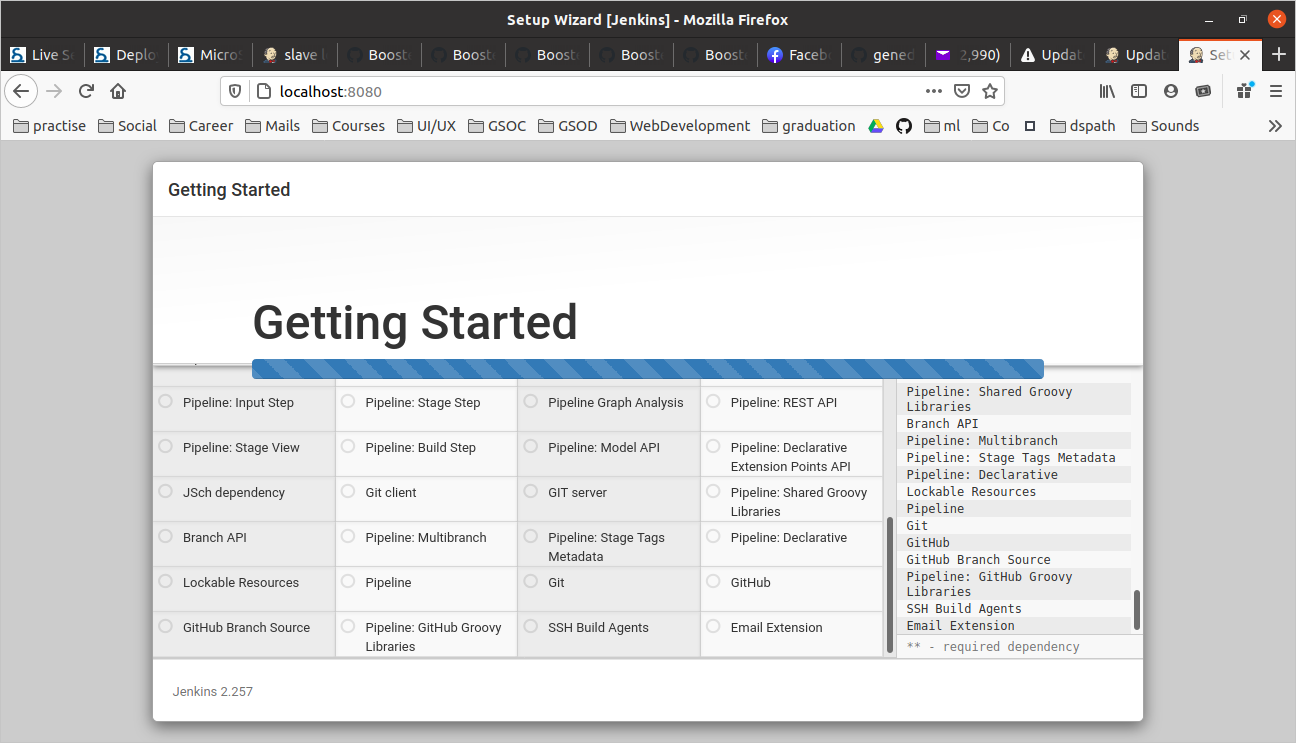 Setup Wizard [Jenkins] - Mozilla Firefox
Live Se Deplo Micro slave l Boost Boost Boost Boost Boost Faceb gened 2,990) Updat Updat Set
localhost:8080
practise Social Career Mails Courses UI/UX GSOC GSOD WebDevelopment graduation ml Co dspath Sounds
Getting Started
Getting Started
Pipeline: Input Step Pipeline: Stage Step Pipeline Graph Analysis Pipeline: REST API
Pipeline: Stage View Pipeline: Build Step Pipeline: Model API Pipeline: Declarative
Extension Points API
JSch dependency Git client GIT server Pipeline: Shared Groovy
Libraries
Branch API Pipeline: Multibranch Pipeline: Stage Tags Pipeline: Declarative
Metadata
Lockable Resources Pipeline Git GitHub
GitHub Branch Source Pipeline: GitHub Groovy SSH Build Agents Email Extension
Libraries
Pipeline: Shared Groovy
Libraries
Branch API
Pipeline: Multibranch
Pipeline: Stage Tags Metadata
Pipeline: Declarative
Lockable Resources
Pipeline
Git
GitHub
GitHub Branch Source
Pipeline: GitHub Groovy
Libraries
SSH Build Agents
Email Extension
** - required dependency
Jenkins 2.257